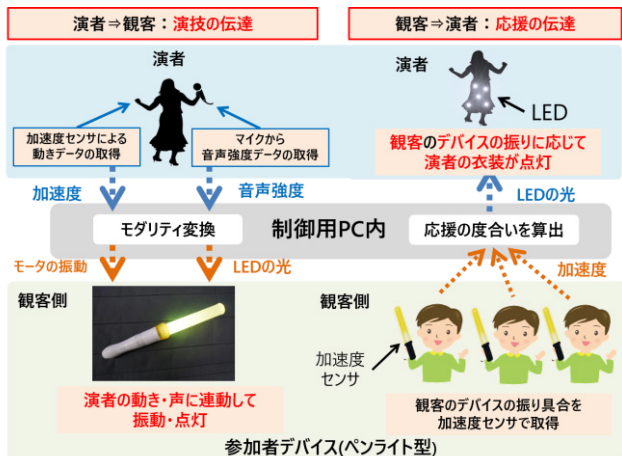 演者⇒観客：演技の伝達
観客⇒演者：応援の伝達
演者
加速度センサによる
動きデータの取得
マイクから
音声強度データの取得
加速度
音声強度
演者
LED
観客のデバイスの振りに応じて
演者の衣装が点灯
LEDの光
モダリティ変換
制御用PC内
応援の度合いを算出
モータの振動
LEDの光
加速度
観客側
演者の動き・声に連動して
振動・点灯
観客側
加速度
センサ
観客のデバイスの振り具合を
加速度センサで取得
参加者デバイス(ペンライト型)